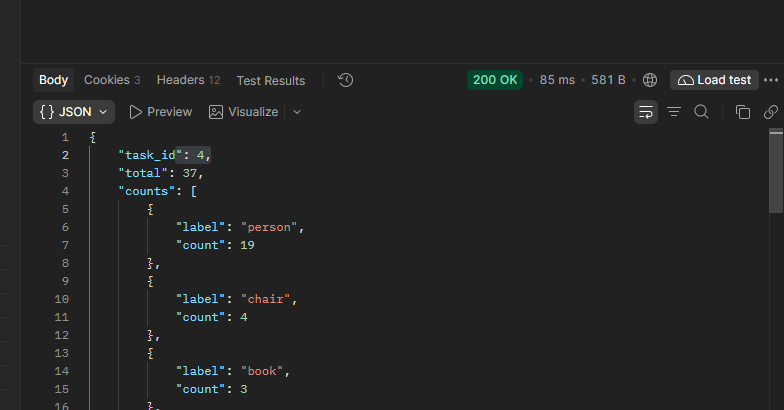 Body Cookies 3 Headers 12 Test Results 200 OK • 85 ms • 581 B Load test •••
{} JSON Preview Visualize
1 {
2 "task_id": 4,
3 "total": 37,
4 "counts": [
5 {
6 "label": "person",
7 "count": 19
8 },
9 {
10 "label": "chair",
11 "count": 4
12 },
13 {
14 "label": "book",
15 "count": 3
16 },